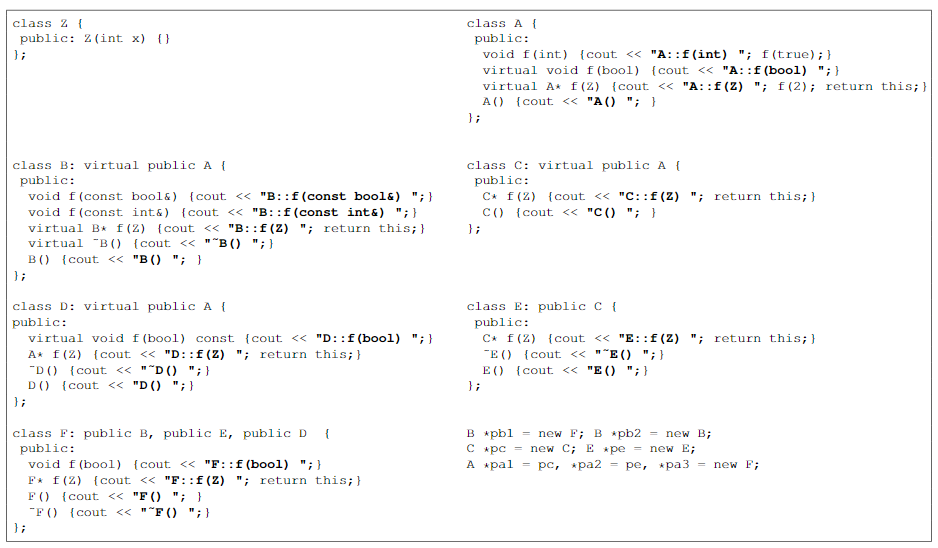 class Z {
public: Z(int x) {}
};
class A {
public:
void f(int) {cout << "A::f(int) "; f(true);}
virtual void f(bool) {cout << "A::f(bool) ";}
virtual A* f(Z) {cout << "A::f(Z) "; f(2); return this;}
A() {cout << "A() "; }
};
class B: virtual public A {
public:
void f(const bool&) {cout << "B::f(const bool&) ";}
void f(const int&) {cout << "B::f(const int&) ";}
virtual B* f(Z) {cout << "B::f(Z) "; return this;}
virtual ~B() {cout << "~B() ";}
B() {cout << "B() "; }
};
class C: virtual public A {
public:
C* f(Z) {cout << "C::f(Z) "; return this;}
C() {cout << "C() "; }
};
class D: virtual public A {
public:
virtual void f(bool) const {cout << "D::f(bool) ";}
A* f(Z) {cout << "D::f(Z) "; return this;}
~D() {cout << "~D() ";}
D() {cout << "D() ";}
};
class E: public C {
public:
C* f(Z) {cout << "E::f(Z) "; return this;}
~E() {cout << "~E() ";}
E() {cout << "E() ";}
};
class F: public B, public E, public D {
public:
void f(bool) {cout << "F::f(bool) ";}
F* f(Z) {cout << "F::f(Z) "; return this;}
F() {cout << "F() "; }
~F() {cout << "~F() ";}
};
B *pb1 = new F; B *pb2 = new B;
C *pc = new C; E *pe = new E;
A *pa1 = pc, *pa2 = pe, *pa3 = new F;